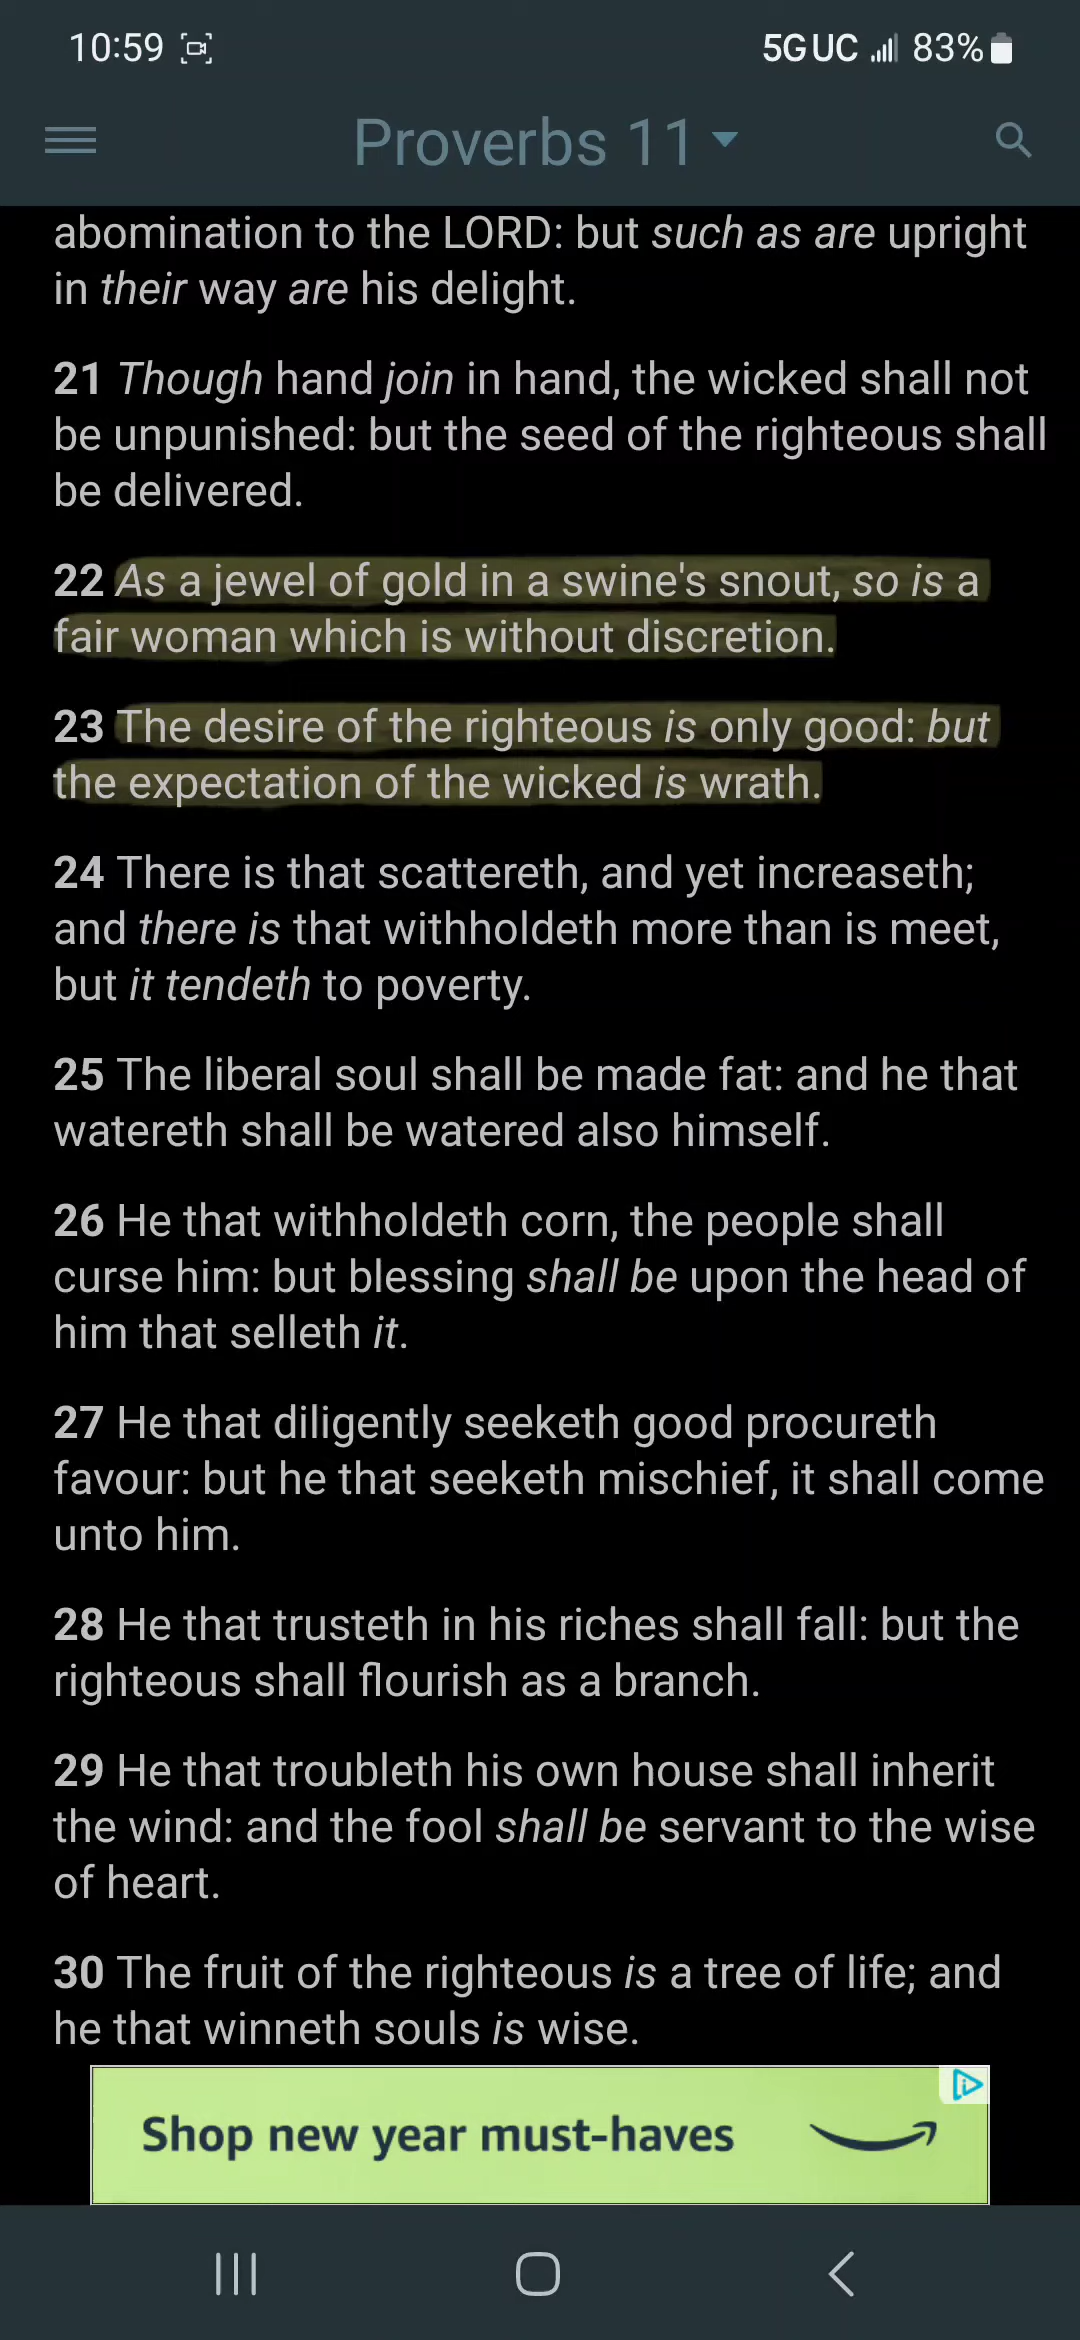 10:59
5G UC 83%
Proverbs 11
abomination to the LORD: but such as are upright
in their way are his delight.
21 Though hand join in hand, the wicked shall not
be unpunished: but the seed of the righteous shall
be delivered.
22 As a jewel of gold in a swine's snout, so is a
fair woman which is without discretion.
23 The desire of the righteous is only good: but
the expectation of the wicked is wrath.
24 There is that scattereth, and yet increaseth;
and there is that withholdeth more than is meet,
but it tendeth to poverty.
25 The liberal soul shall be made fat: and he that
watereth shall be watered also himself.
26 He that withholdeth corn, the people shall
curse him: but blessing shall be upon the head of
him that selleth it.
27 He that diligently seeketh good procureth
favour: but he that seeketh mischief, it shall come
unto him.
28 He that trusteth in his riches shall fall: but the
righteous shall flourish as a branch.
29 He that troubleth his own house shall inherit
the wind: and the fool shall be servant to the wise
of heart.
30 The fruit of the righteous is a tree of life; and
he that winneth souls is wise.
Shop new year must-haves